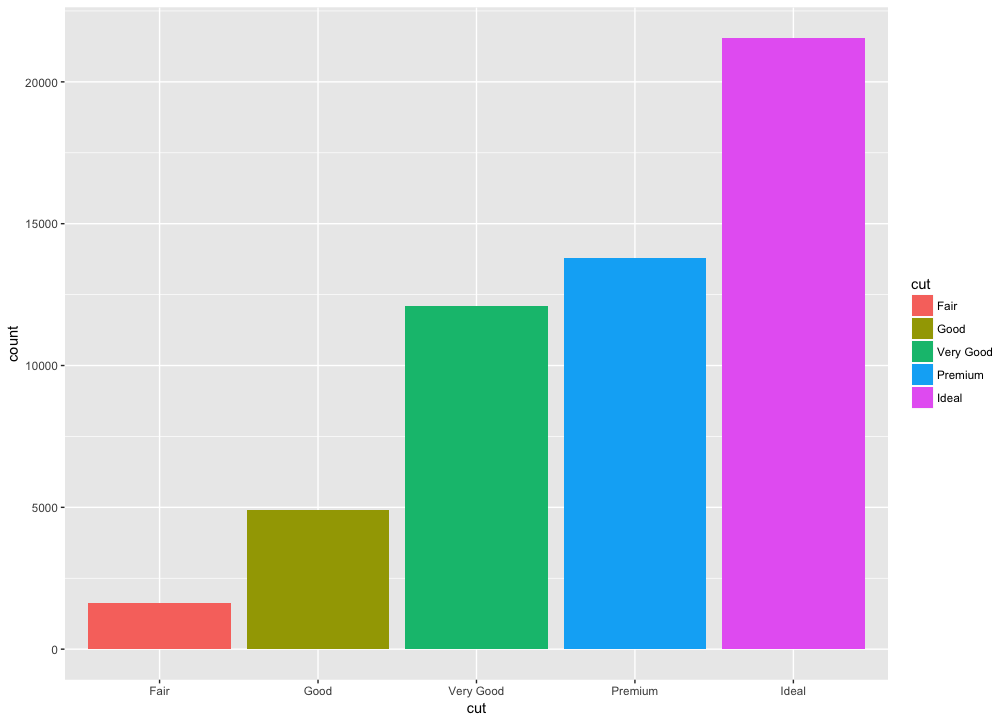 count
20000
15000
10000
5000
0
Fair Good Very Good Premium Ideal
cut
cut
Fair
Good
Very Good
Premium
Ideal